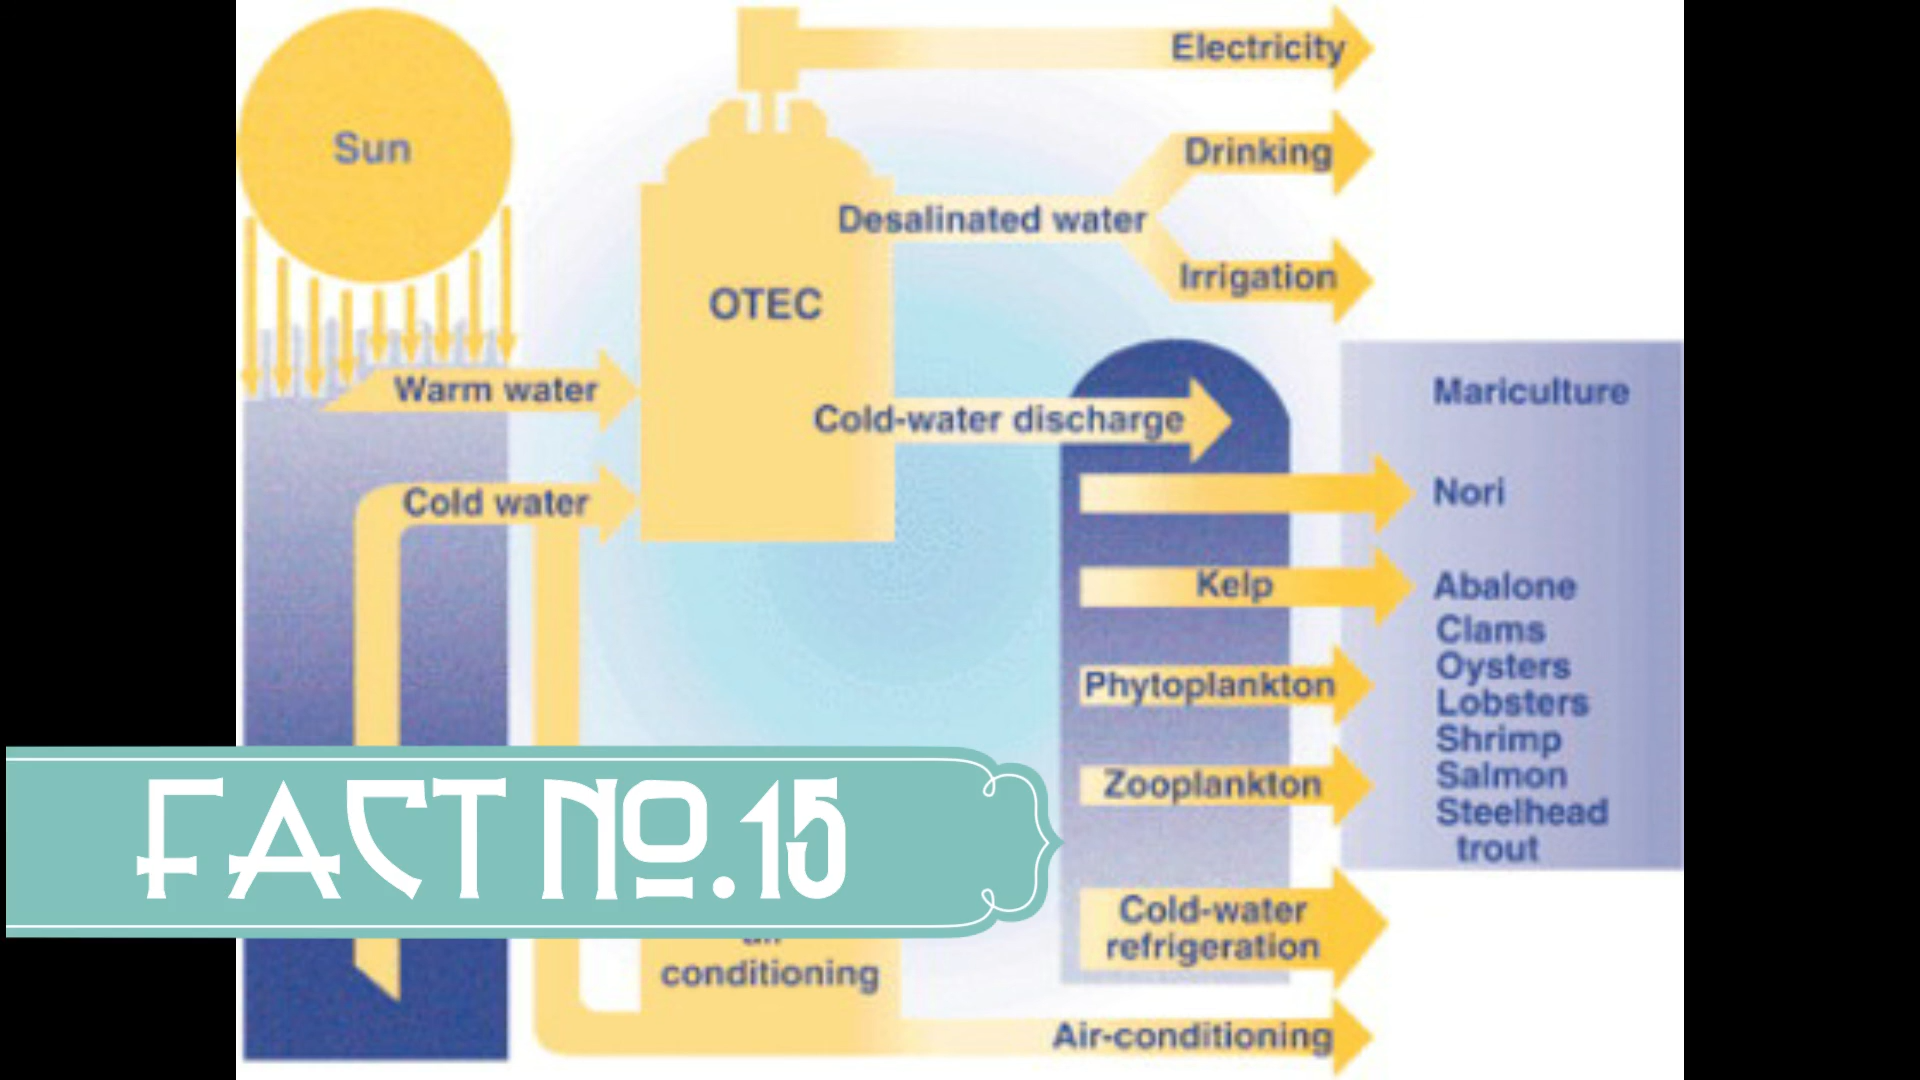 Sun
Electricity
Drinking
Desalinated water
Irrigation
OTEC
Warm water
Cold-water discharge
Cold water
Mariculture
Nori
Kelp
Abalone
Clams
Oysters
Lobsters
Shrimp
Salmon
Steelhead
trout
Phytoplankton
Zooplankton
FACT NO.15
Cold-water
refrigeration
conditioning
Air-conditioning